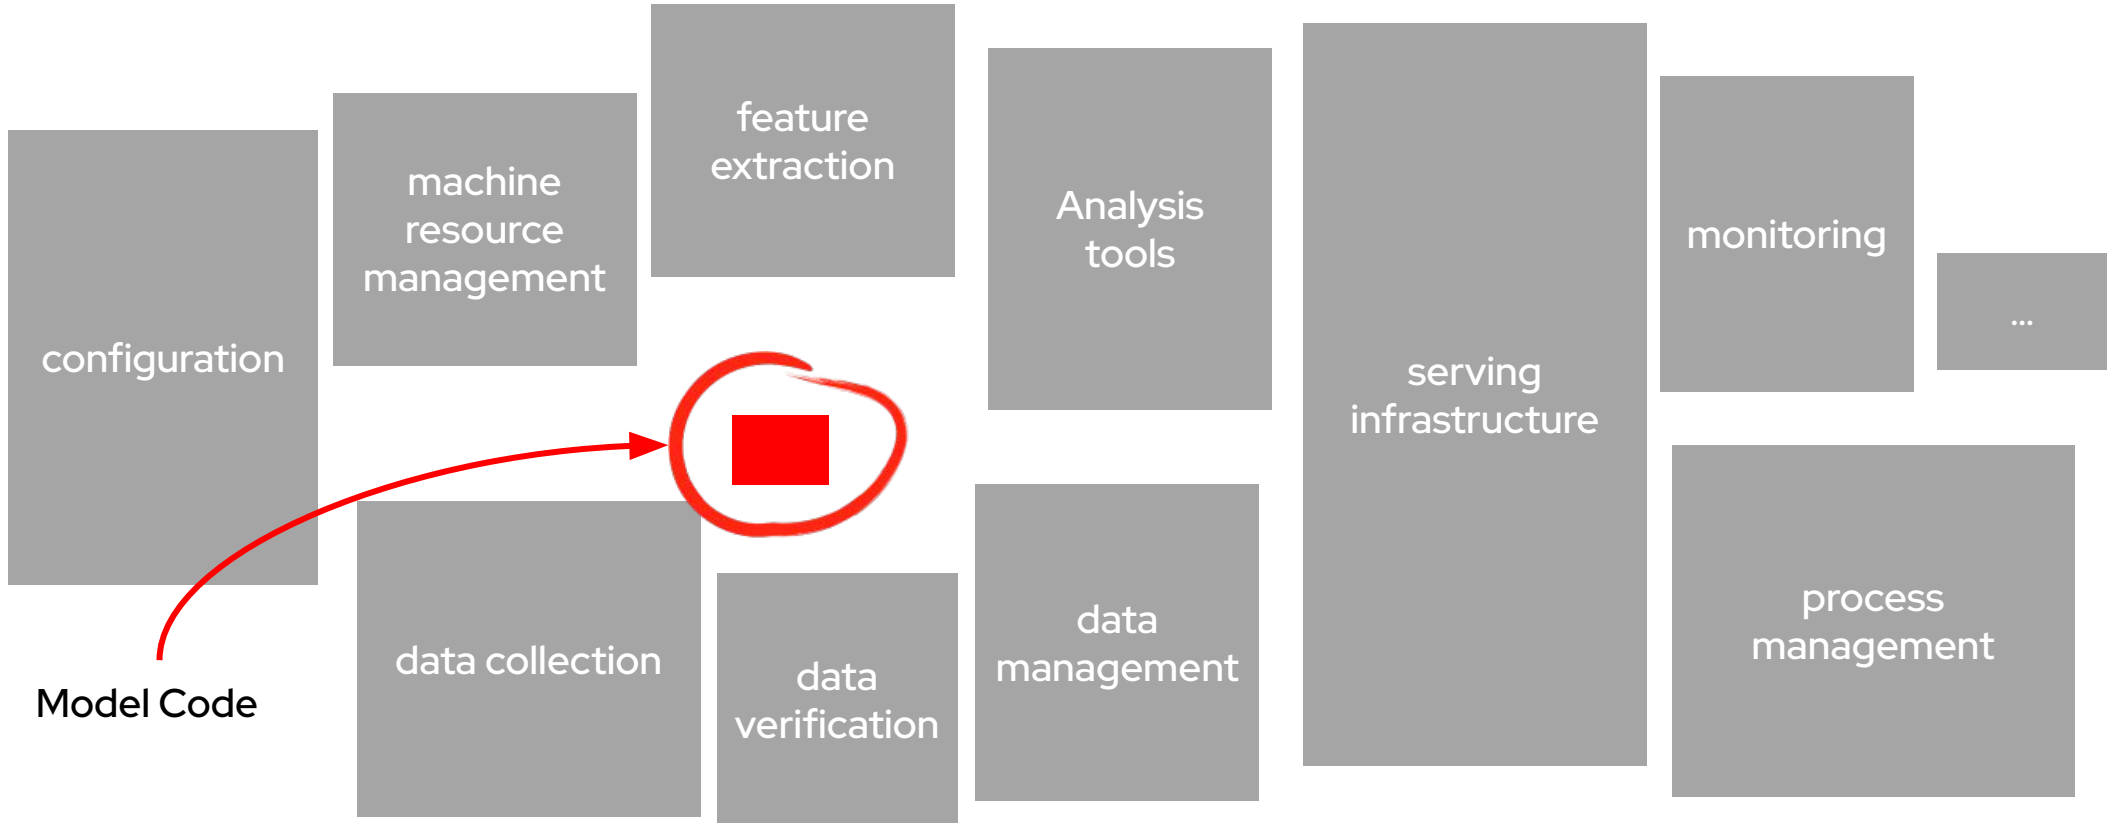 configuration
machine
resource
management
feature
extraction
Analysis
tools
serving
infrastructure
monitoring
...
Model Code
data collection
data
verification
data
management
process
management